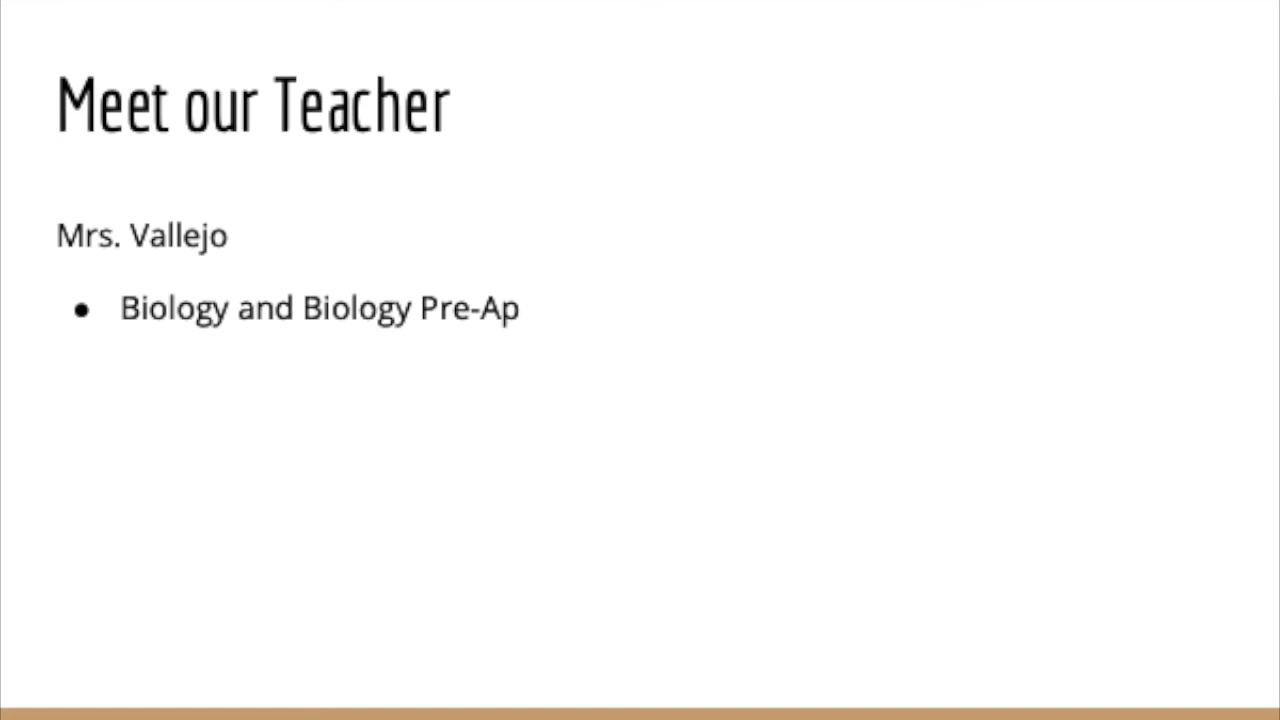 Meet our Teacher
Mrs. Vallejo
● Biology and Biology Pre-Ap